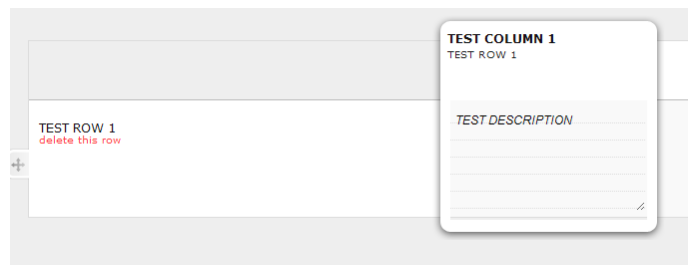 TEST COLUMN 1
TEST ROW 1
TEST DESCRIPTION
TEST ROW 1
delete this row